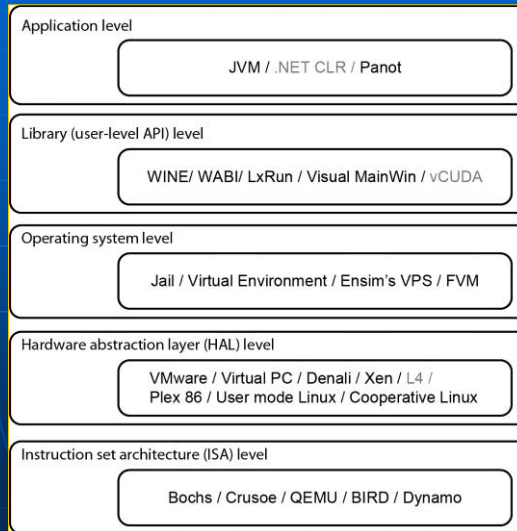 Application level
JVM / .NET CLR / Panot
Library (user-level API) level
WINE/ WABI/ LxRun / Visual MainWin / vCUDA
Operating system level
Jail / Virtual Environment / Ensim's VPS / FVM
Hardware abstraction layer (HAL) level
VMware / Virtual PC / Denali / Xen / L4 /
Plex 86 / User mode Linux / Cooperative Linux
Instruction set architecture (ISA) level
Bochs / Crusoe / QEMU / BIRD / Dynamo